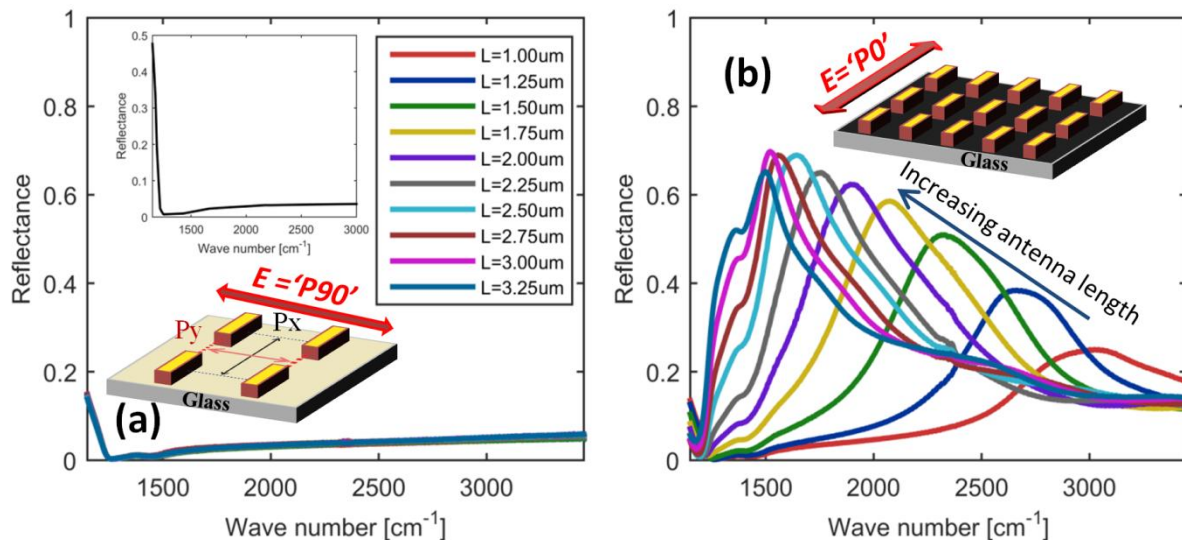 1
0.8
0.6
0.4
0.2
0
Reflectance
1500
2000
2500
3000
Wave number [cm-1]
0.5
0.4
0.3
0.2
0.1
0
Reflectance
1500
2000
2500
3000
Wave number [cm-1]
L=1.00um
L=1.25um
L=1.50um
L=1.75um
L=2.00um
L=2.25um
L=2.50um
L=2.75um
L=3.00um
L=3.25um
E =‘P90’
Py
Px
Glass
(a)
1
0.8
0.6
0.4
0.2
0
Reflectance
1500
2000
2500
3000
Wave number [cm-1]
(b)
E=‘P0’
Glass
Increasing antenna length